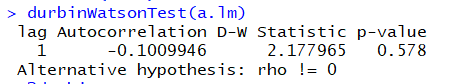 > durbinWatsonTest(a.lm)
lag Autocorrelation D-W Statistic p-value
1 -0.1009946 2.177965 0.578
Alternative hypothesis: rho != 0